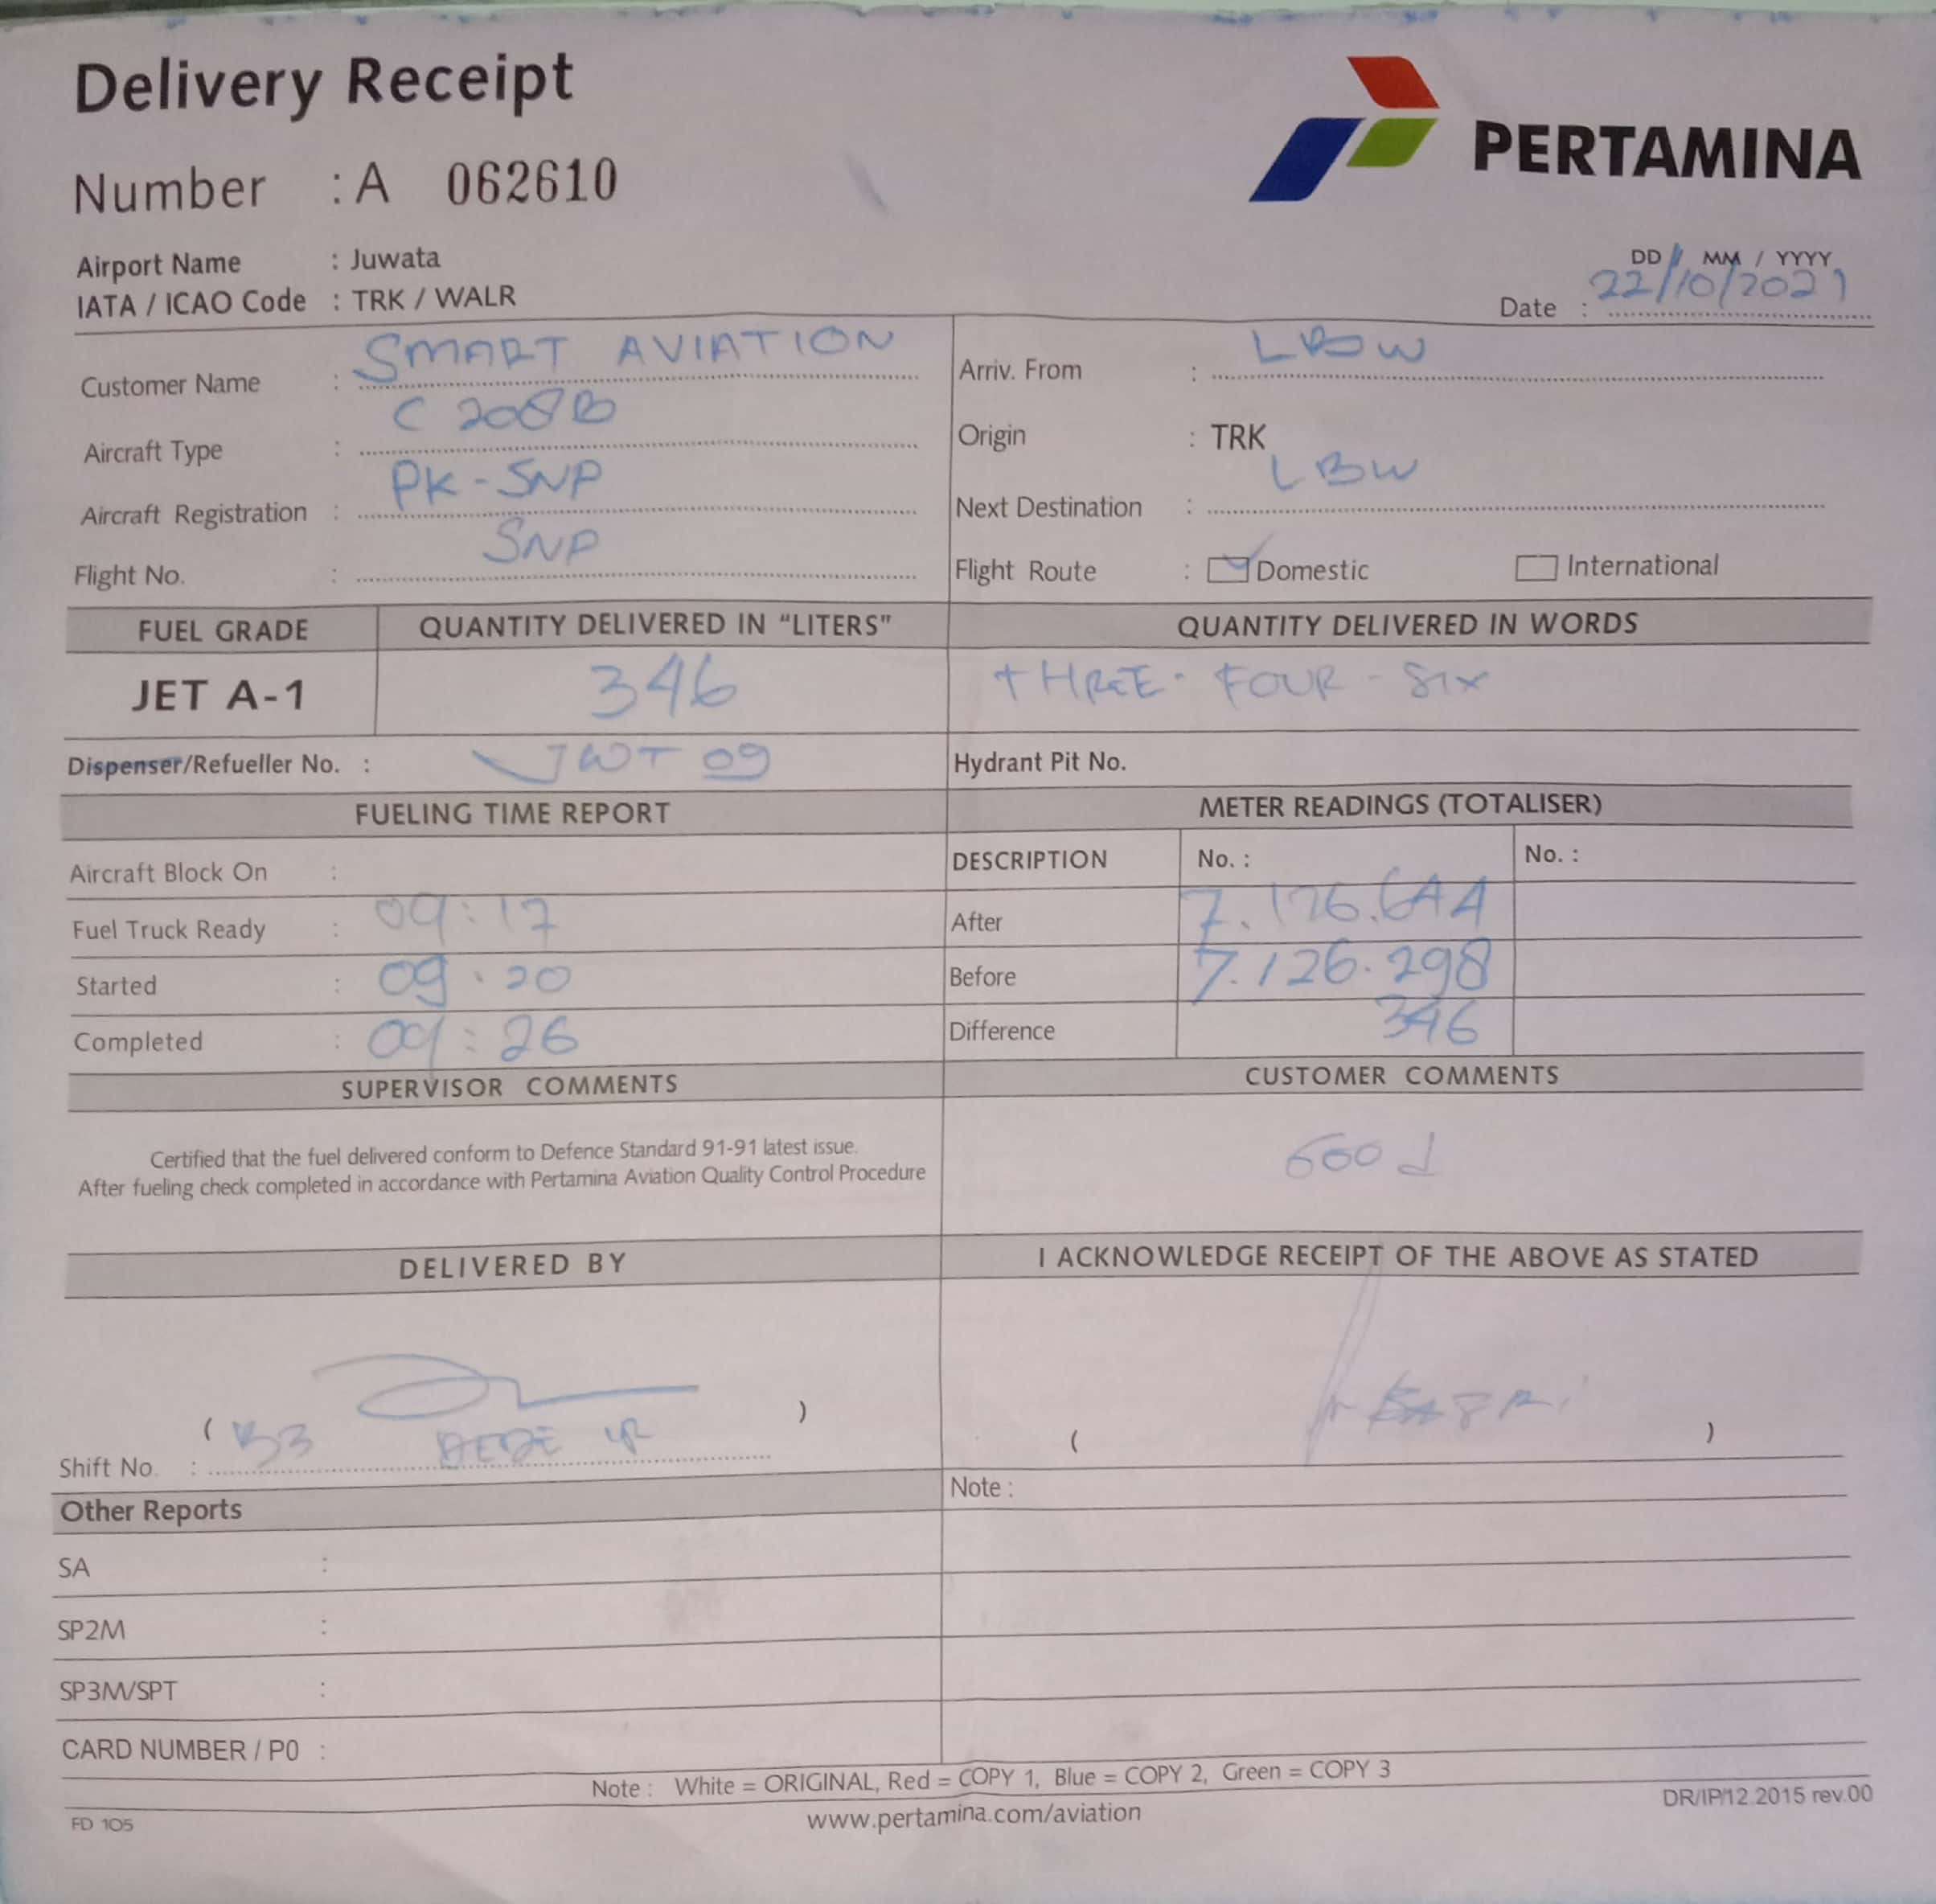 Delivery Receipt
PERTAMINA
Number : A 062610
Airport Name : Juwata
IATA / ICAO Code : TRK / WALR
DD / MM / YYYY
Date : 22/10/2021
Customer Name : SMART AVIATION
Arriv. From : LBW
Aircraft Type : C 208B
Origin : TRK
Aircraft Registration : PK-SNP
Next Destination : LBW
Flight No. : SNP
Flight Route : Domestic International
FUEL GRADE QUANTITY DELIVERED IN "LITERS" QUANTITY DELIVERED IN WORDS
JET A-1 346 THREE - FOUR - SIX
Dispenser/Refueller No. : JWT 09 Hydrant Pit No.
FUELING TIME REPORT METER READINGS (TOTALISER)
Aircraft Block On : DESCRIPTION No. : No. :
Fuel Truck Ready : 09:17 After 7.126.644
Started : 09.20 Before 7.126.298
Completed : 09:26 Difference 346
SUPERVISOR COMMENTS CUSTOMER COMMENTS
Certified that the fuel delivered conform to Defence Standard 91-91 latest issue.
After fueling check completed in accordance with Pertamina Aviation Quality Control Procedure
Good
DELIVERED BY I ACKNOWLEDGE RECEIPT OF THE ABOVE AS STATED
( )
( )
Shift No. :
Other Reports Note :
SA :
SP2M :
SP3M/SPT :
CARD NUMBER / P0 :
Note : White = ORIGINAL, Red = COPY 1, Blue = COPY 2, Green = COPY 3
FD 105 www.pertamina.com/aviation DR/IP/12.2015 rev.00